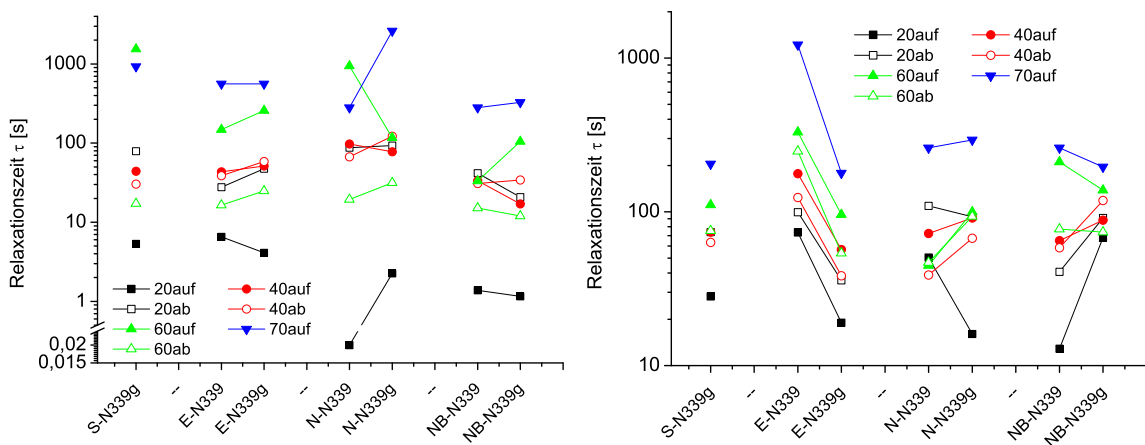 Relaxationszeit τ [s]
1000
100
10
1
0,02
0,015
20auf 40auf
20ab 40ab
60auf 70auf
60ab
S-N339g -- E-N339 E-N339g -- N-N339 N-N339g -- NB-N339 NB-N339g
Relaxationszeit τ [s]
1000
100
10
20auf 40auf
20ab 40ab
60auf 70auf
60ab
S-N339g -- E-N339 E-N339g -- N-N339 N-N339g -- NB-N339 NB-N339g